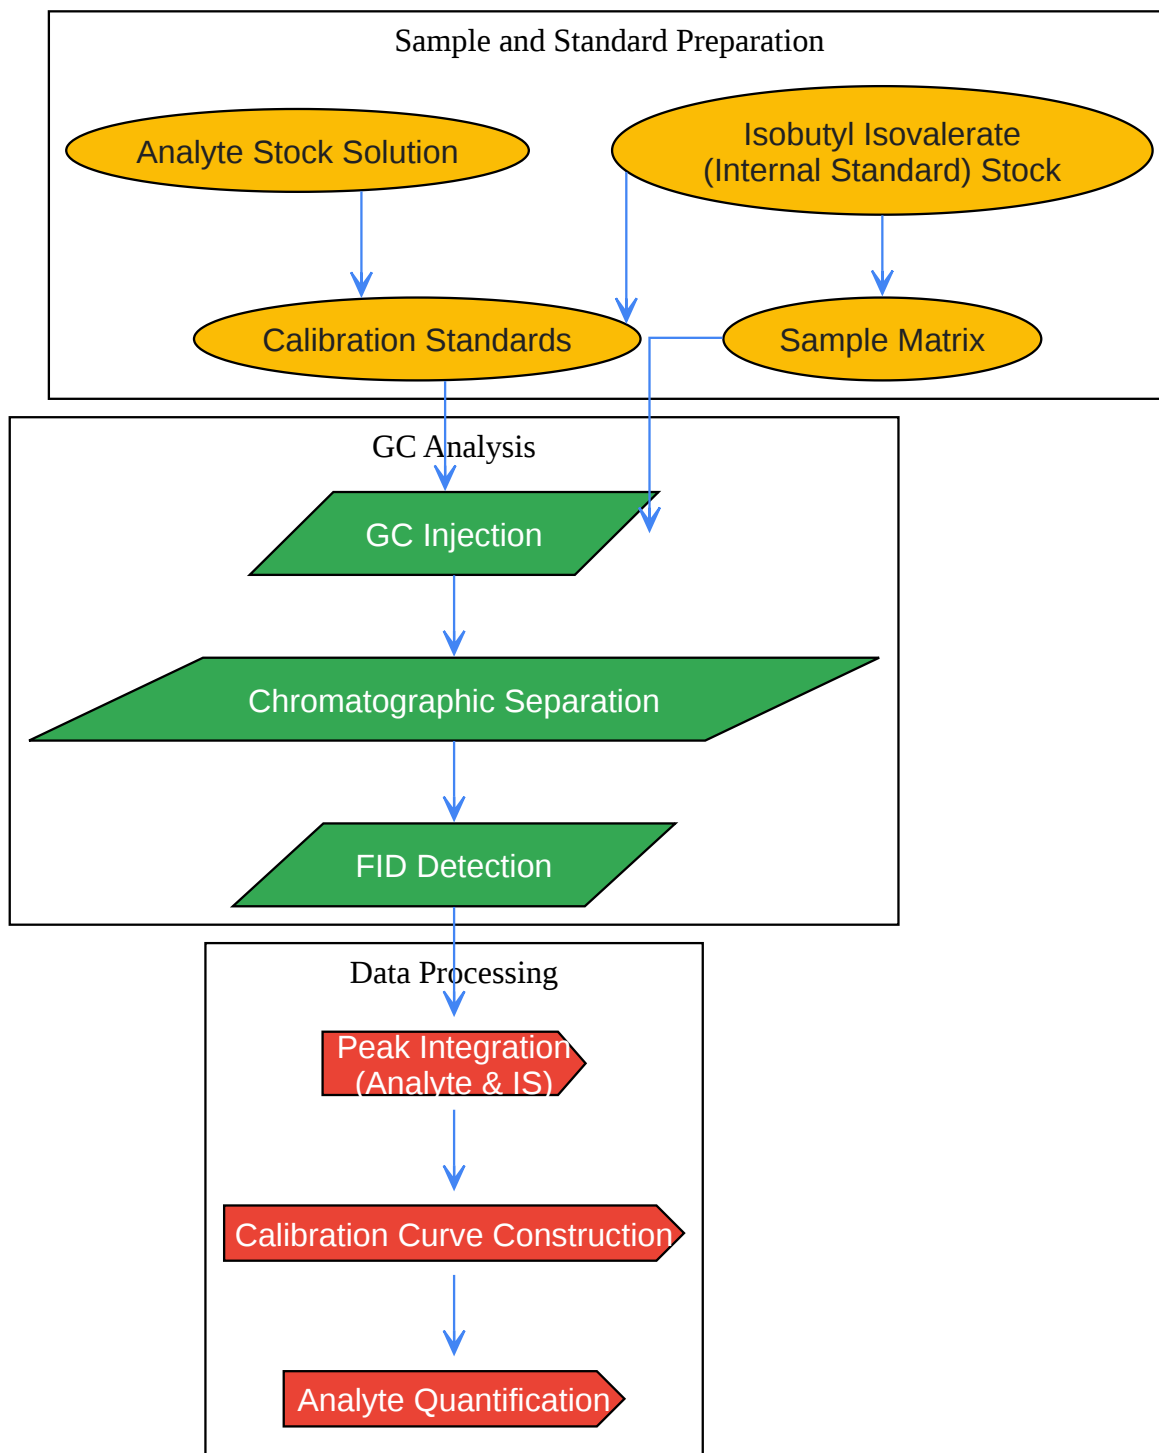 Sample and Standard Preparation
Analyte Stock Solution
Isobutyl Isovalerate
(Internal Standard) Stock
Calibration Standards
Sample Matrix
GC Analysis
GC Injection
Chromatographic Separation
FID Detection
Data Processing
Peak Integration
(Analyte & IS)
Calibration Curve Construction
Analyte Quantification